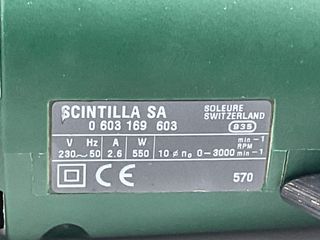 SCINTILLA SA SOLEURE
SWITZERLAND
0 603 169 603 935
V Hz A W min -1
RPM
230~50 2.6 550 10 ≠ n₀ 0-3000 min -1
CE 570